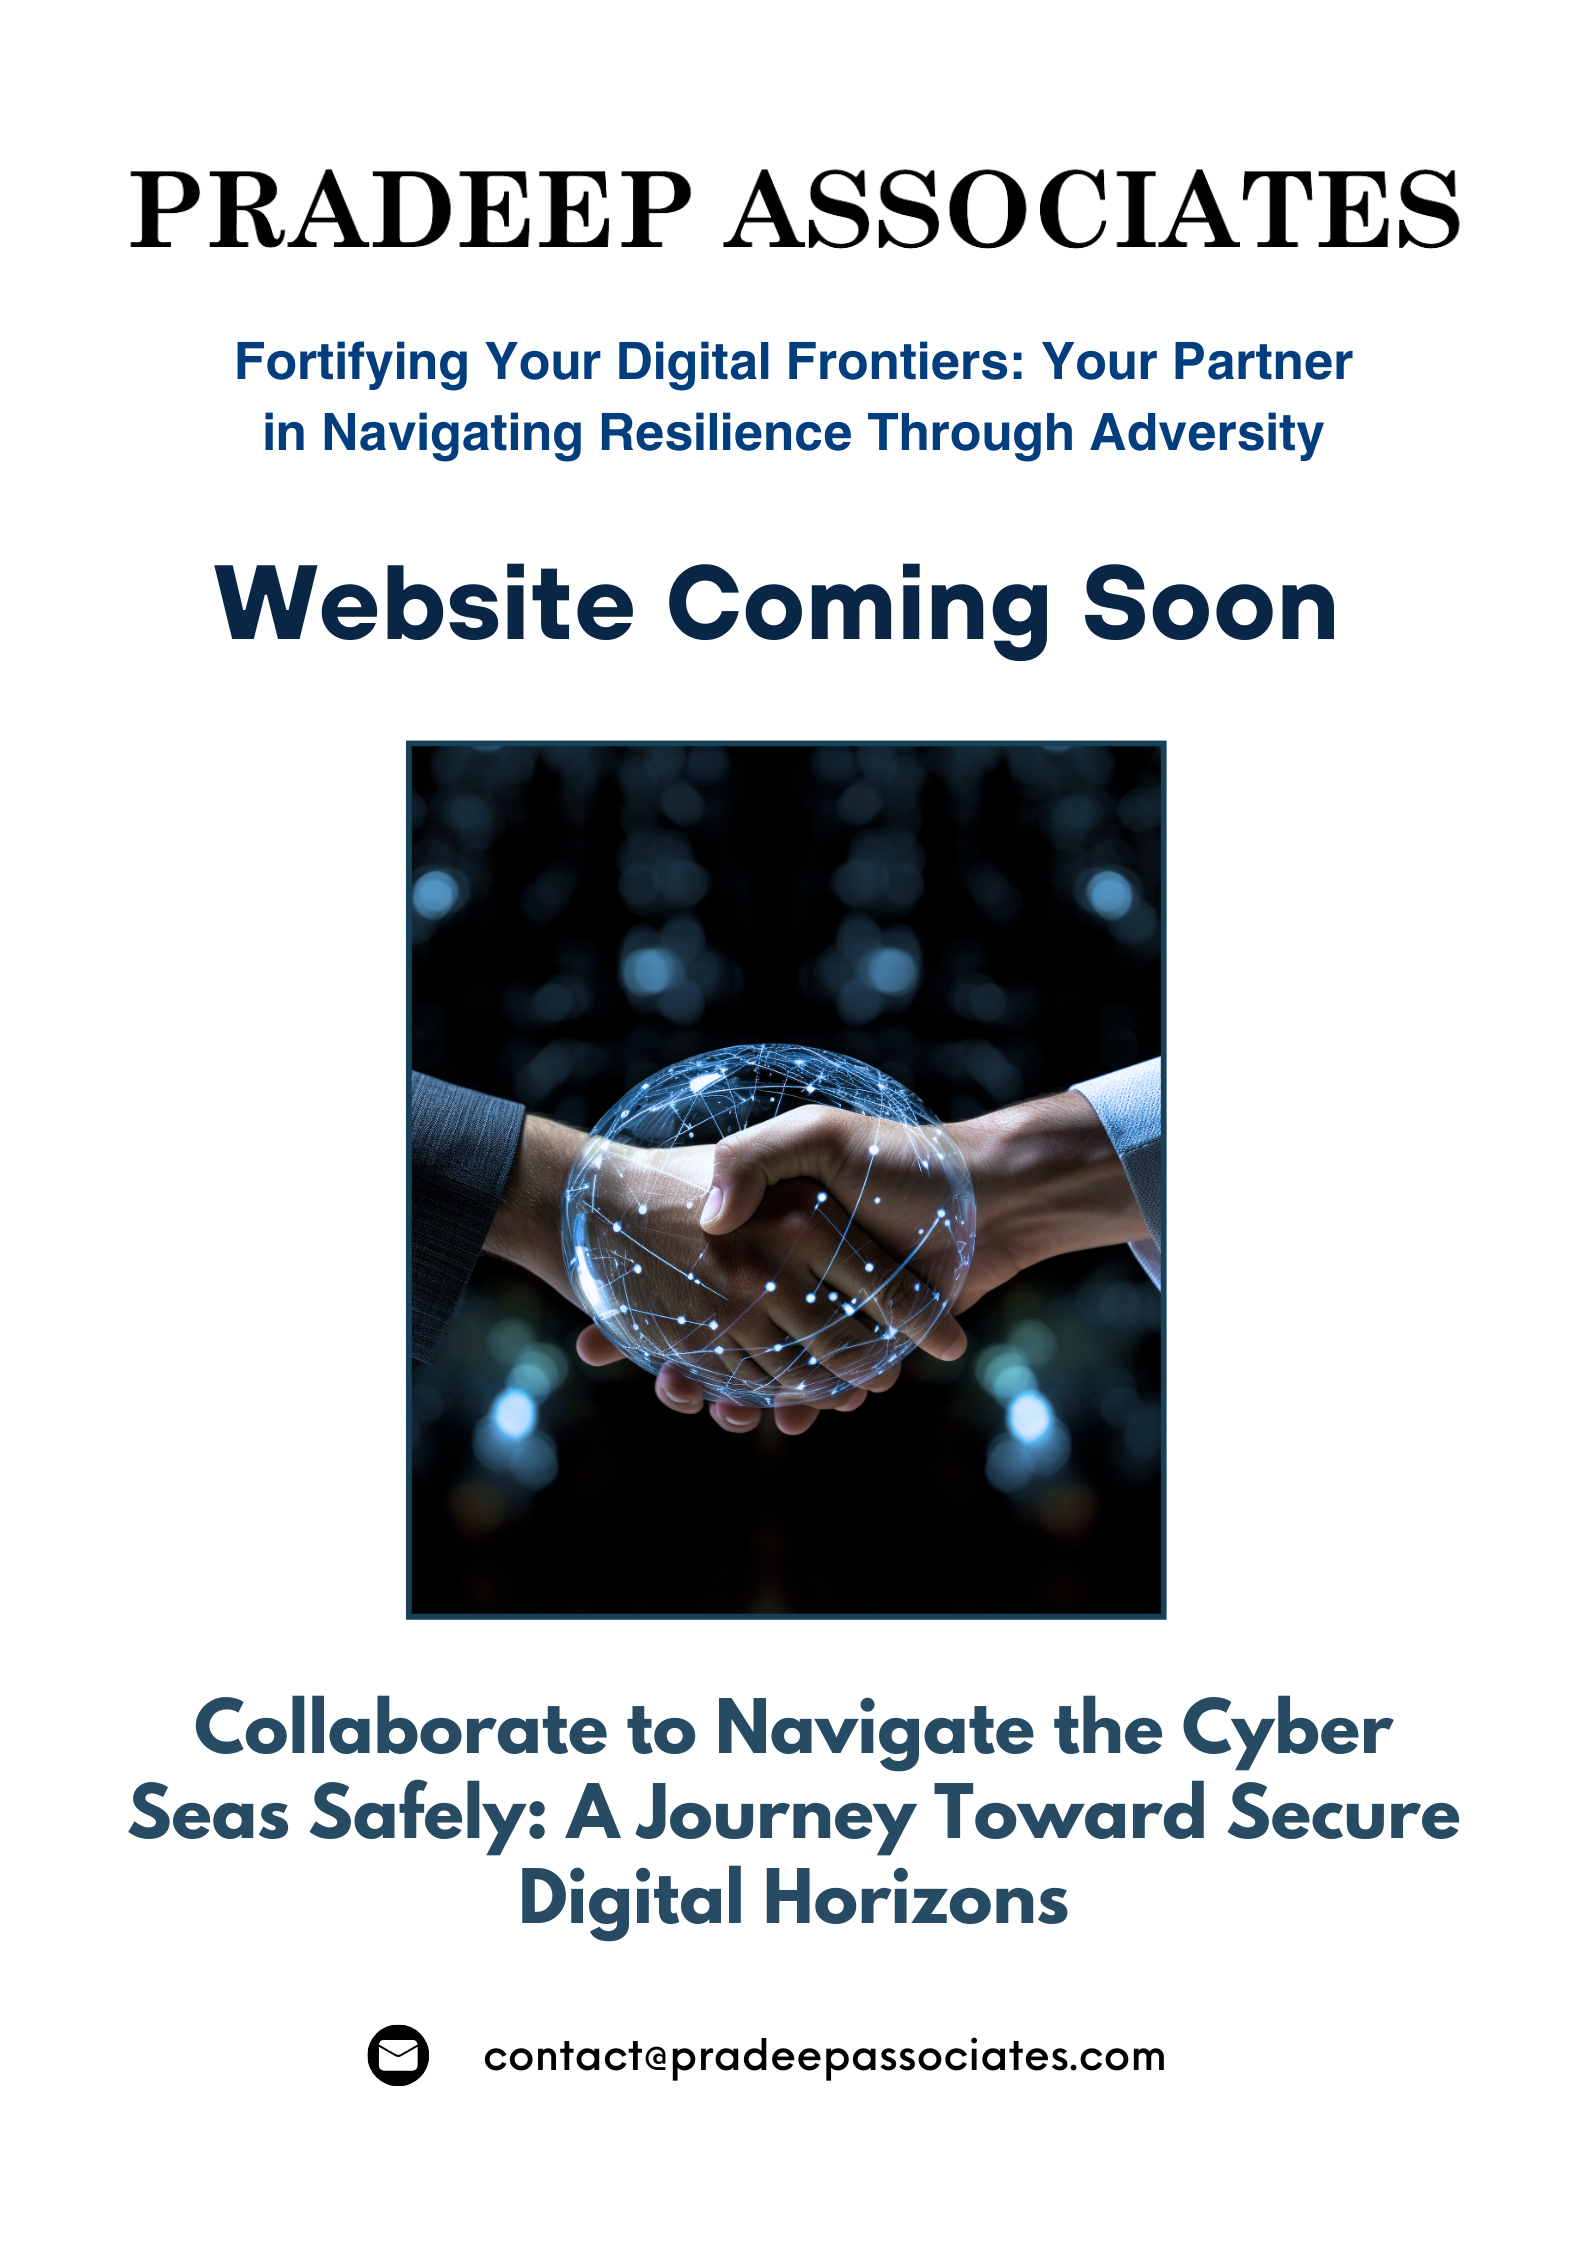 PRADEEP ASSOCIATES
Fortifying Your Digital Frontiers: Your Partner
in Navigating Resilience Through Adversity
Website Coming Soon
Collaborate to Navigate the Cyber
Seas Safely: A Journey Toward Secure
Digital Horizons
contact@pradeepassociates.com